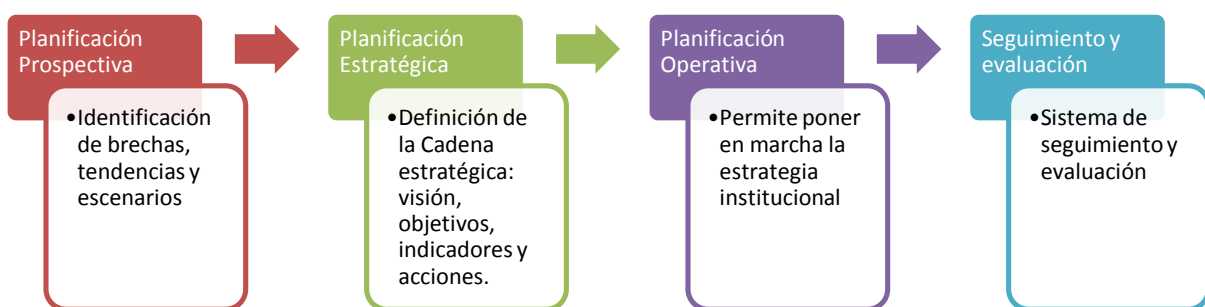 Planificación
Prospectiva
•Identificación
de brechas,
tendencias y
escenarios
Planificación
Estratégica
•Definición de
la Cadena
estratégica:
visión,
objetivos,
indicadores y
acciones.
Planificación
Operativa
•Permite poner
en marcha la
estrategia
institucional
Seguimiento y
evaluación
•Sistema de
seguimiento y
evaluación